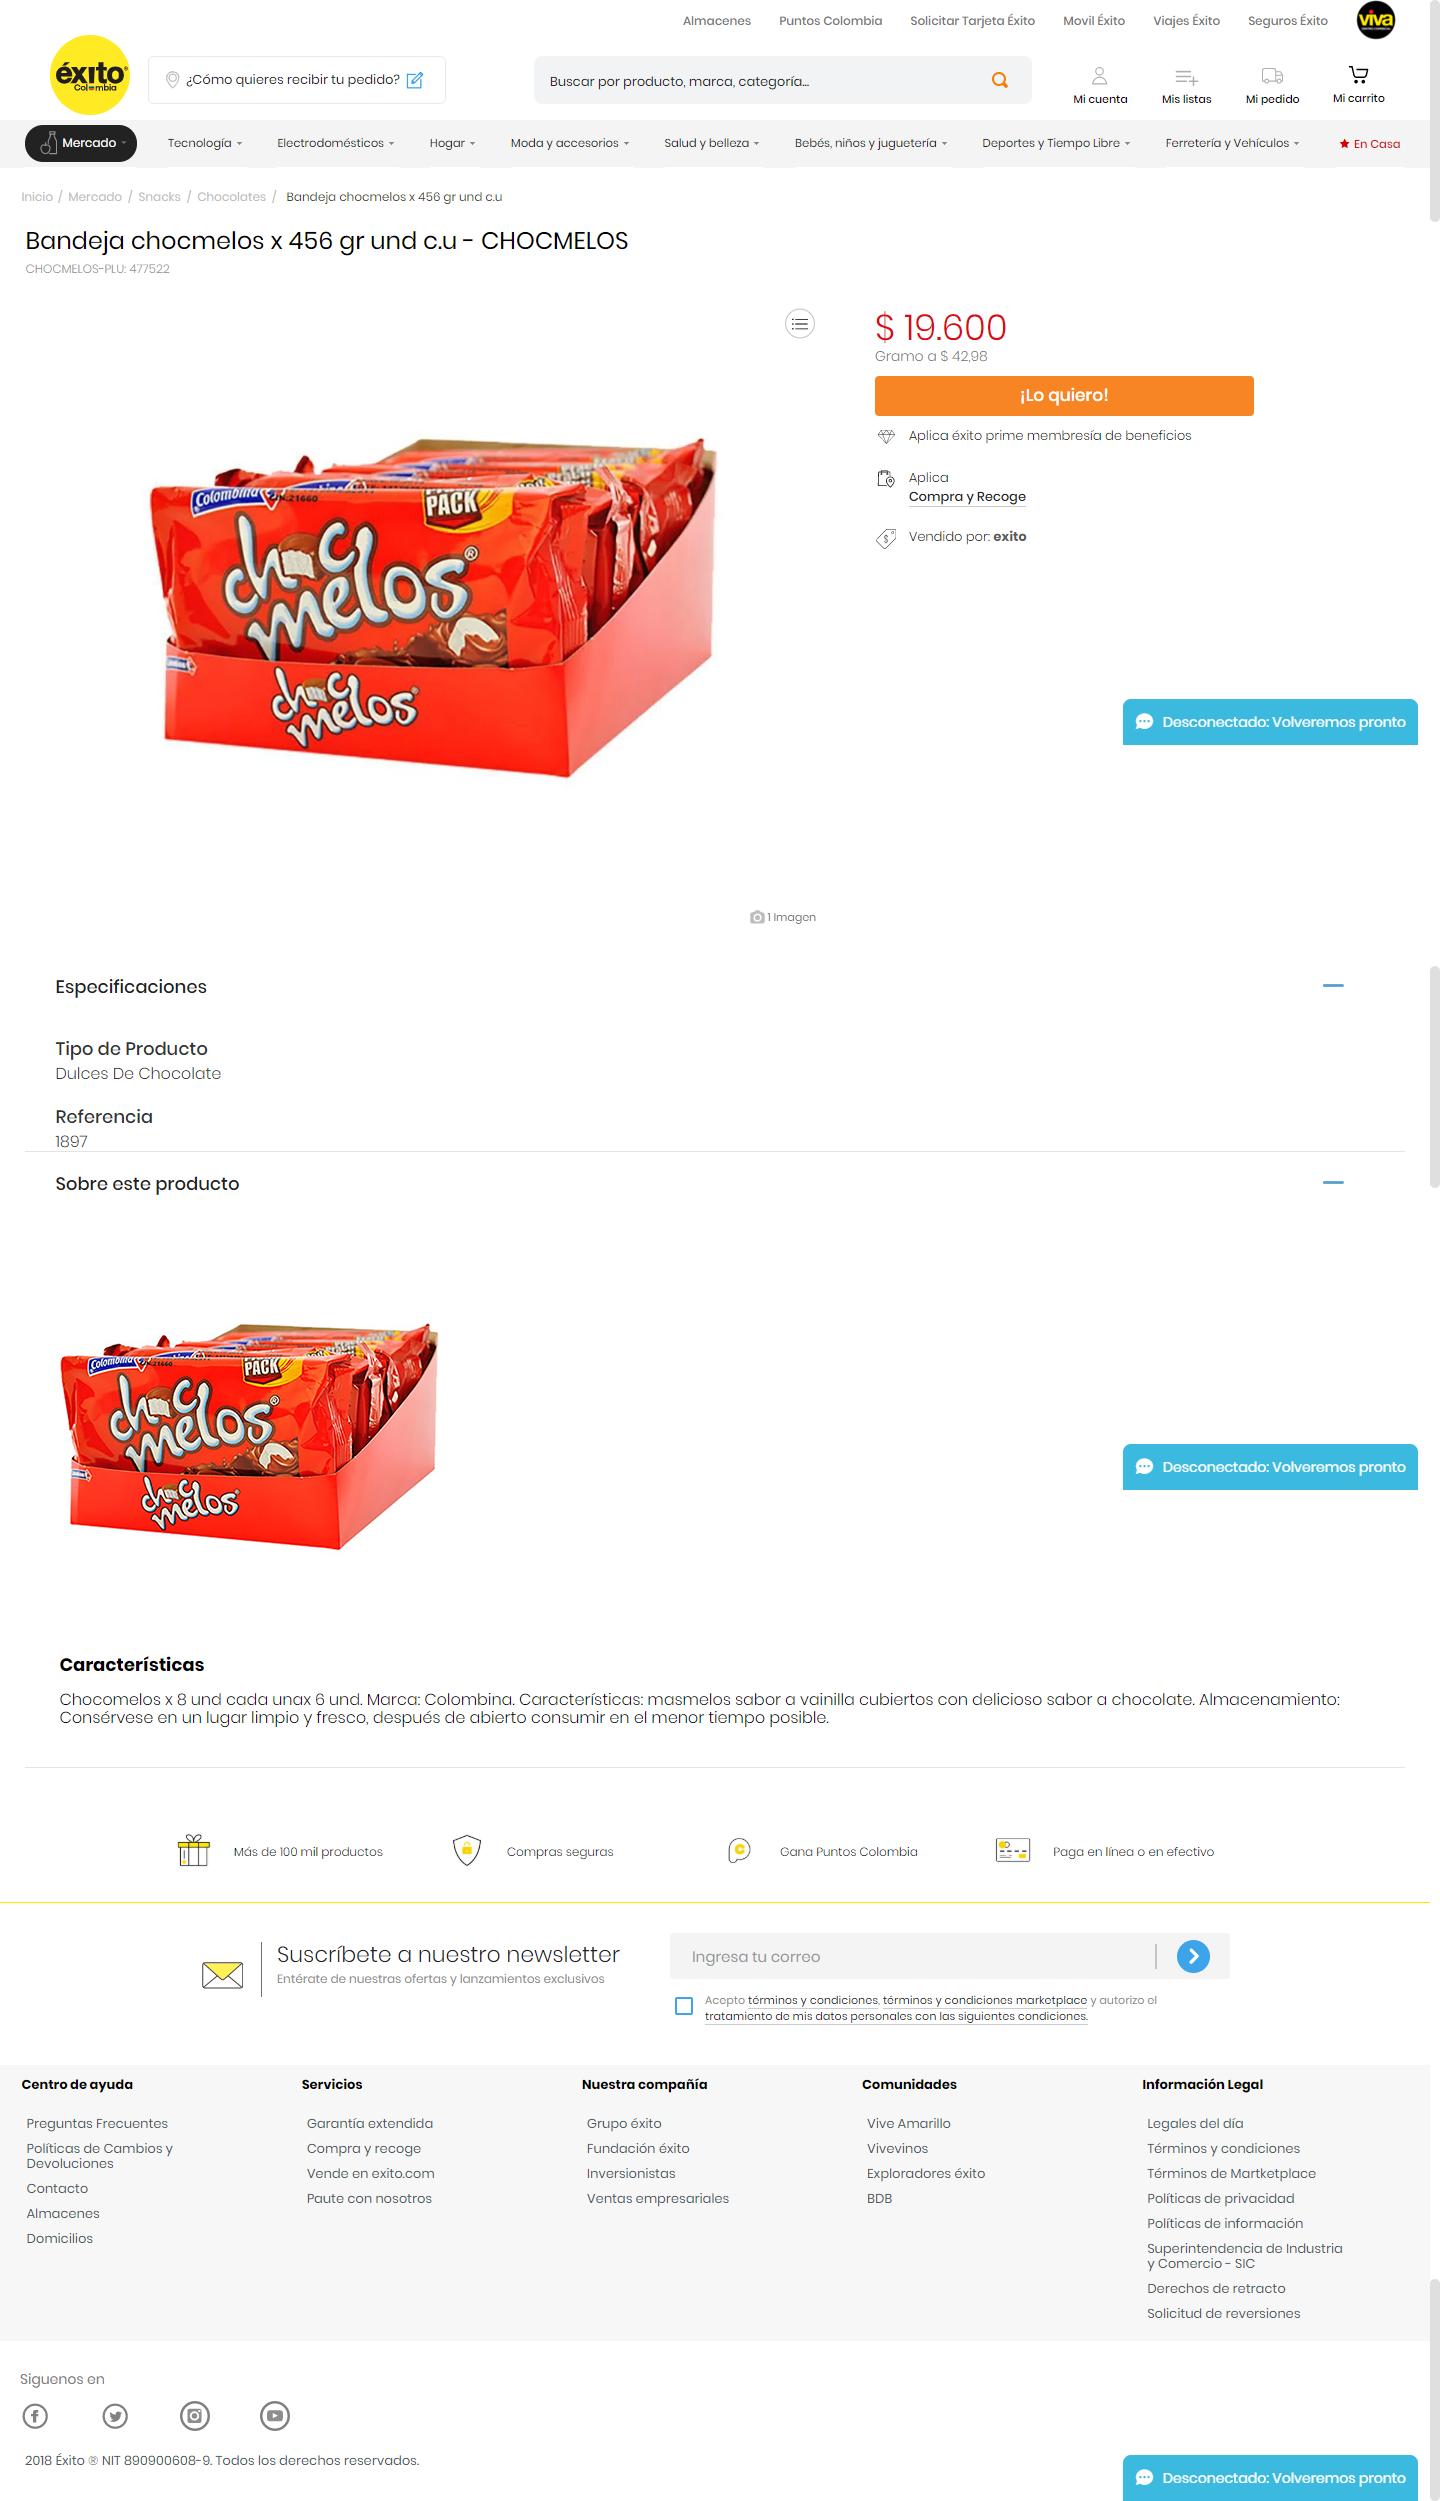 Almacenes Puntos Colombia Solicitar Tarjeta Éxito Movil Éxito Viajes Éxito Seguros Éxito viva
éxito
Colombia
¿Cómo quieres recibir tu pedido?
Buscar por producto, marca, categoría...
Mi cuenta Mis listas Mi pedido Mi carrito
Mercado Tecnología Electrodomésticos Hogar Moda y accesorios Salud y belleza Bebés, niños y juguetería Deportes y Tiempo Libre Ferretería y Vehículos En Casa
Inicio / Mercado / Snacks / Chocolates / Bandeja chocmelos x 456 gr und c.u
Bandeja chocmelos x 456 gr und c.u - CHOCMELOS
CHOCMELOS-PLU: 477522
$ 19.600
Gramo a $ 42,98
¡Lo quiero!
Aplica éxito prime membresía de beneficios
Aplica
Compra y Recoge
Vendido por: exito
Colombina
PACK
choc
melos®
choc
melos
Desconectado: Volveremos pronto
1 Imagen
Especificaciones
Tipo de Producto
Dulces De Chocolate
Referencia
1897
Sobre este producto
Colombina
PACK
choc
melos®
choc
melos
Desconectado: Volveremos pronto
Características
Chocomelos x 8 und cada unax 6 und. Marca: Colombina. Características: masmelos sabor a vainilla cubiertos con delicioso sabor a chocolate. Almacenamiento:
Consérvese en un lugar limpio y fresco, después de abierto consumir en el menor tiempo posible.
Más de 100 mil productos Compras seguras Gana Puntos Colombia Paga en línea o en efectivo
Suscríbete a nuestro newsletter
Entérate de nuestras ofertas y lanzamientos exclusivos
Ingresa tu correo
Acepto términos y condiciones, términos y condiciones marketplace y autorizo el
tratamiento de mis datos personales con las siguientes condiciones.
Centro de ayuda
Preguntas Frecuentes
Políticas de Cambios y
Devoluciones
Contacto
Almacenes
Domicilios
Servicios
Garantía extendida
Compra y recoge
Vende en exito.com
Paute con nosotros
Nuestra compañía
Grupo éxito
Fundación éxito
Inversionistas
Ventas empresariales
Comunidades
Vive Amarillo
Vivevinos
Exploradores éxito
BDB
Información Legal
Legales del día
Términos y condiciones
Términos de Martketplace
Políticas de privacidad
Políticas de información
Superintendencia de Industria
y Comercio - SIC
Derechos de retracto
Solicitud de reversiones
Siguenos en
2018 Éxito ® NIT 890900608-9. Todos los derechos reservados.
Desconectado: Volveremos pronto